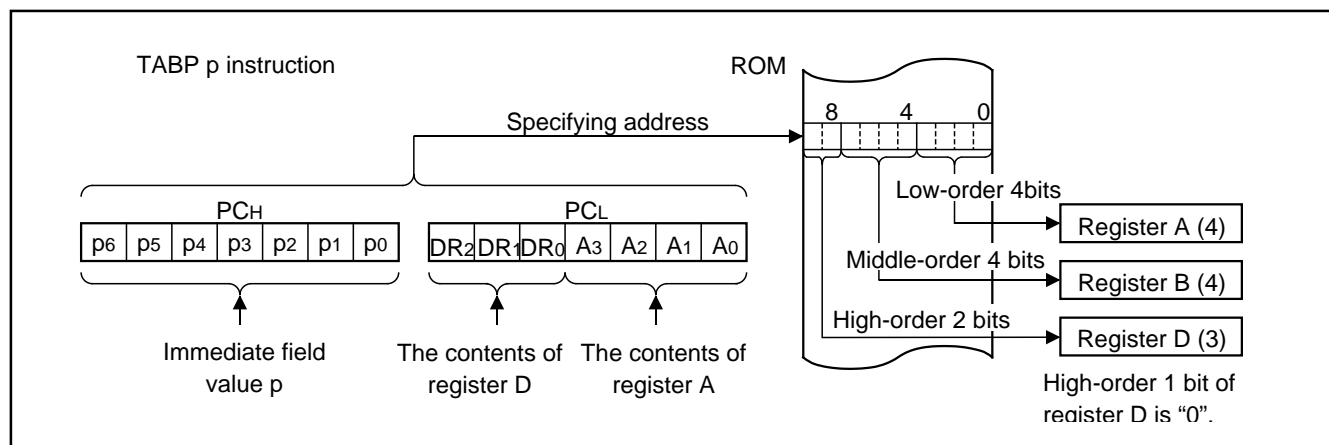 TABP p instruction
ROM
8 4 0
Specifying address
Low-order 4bits
PCH
PCL
p6 p5 p4 p3 p2 p1 p0
DR2 DR1 DR0 A3 A2 A1 A0
Register A (4)
Middle-order 4 bits
Register B (4)
High-order 2 bits
Register D (3)
Immediate field
value p
The contents of
register D
The contents of
register A
High-order 1 bit of
register D is “0”.